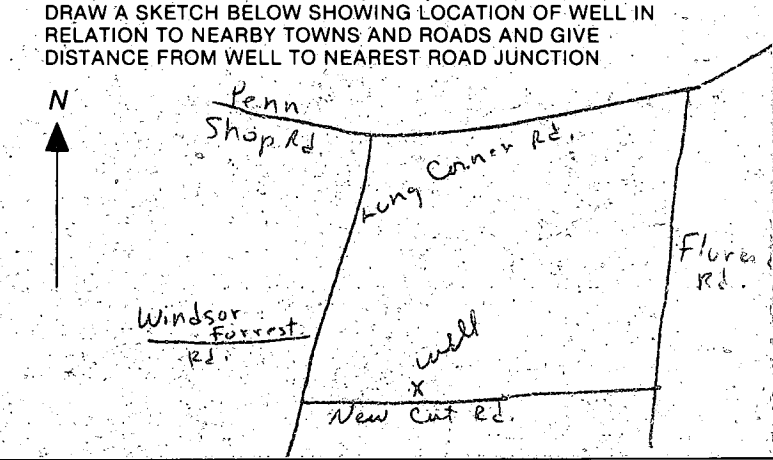 DRAW A SKETCH BELOW SHOWING LOCATION OF WELL IN
RELATION TO NEARBY TOWNS AND ROADS AND GIVE
DISTANCE FROM WELL TO NEAREST ROAD JUNCTION
N
Penn
Shop Rd.
Long Corner Rd.
Rd.
Windsor
Forrest
Rd.
Well
X
New Cut Rd.